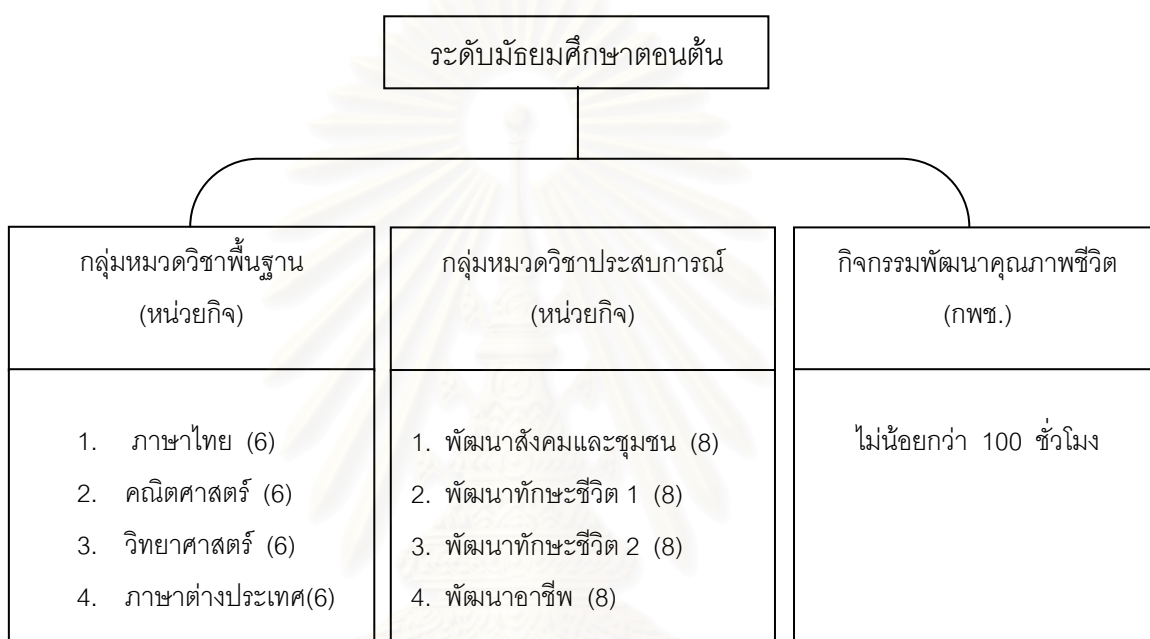 ระดับมัธยมศึกษาตอนต้น
กลุ่มหมวดวิชาพื้นฐาน
(หน่วยกิจ)
1. ภาษาไทย (6)
2. คณิตศาสตร์ (6)
3. วิทยาศาสตร์ (6)
4. ภาษาต่างประเทศ(6)
กลุ่มหมวดวิชาประสบการณ์
(หน่วยกิจ)
1. พัฒนาสังคมและชุมชน (8)
2. พัฒนาทักษะชีวิต 1 (8)
3. พัฒนาทักษะชีวิต 2 (8)
4. พัฒนาอาชีพ (8)
กิจกรรมพัฒนาคุณภาพชีวิต
(กพช.)
ไม่น้อยกว่า 100 ชั่วโมง